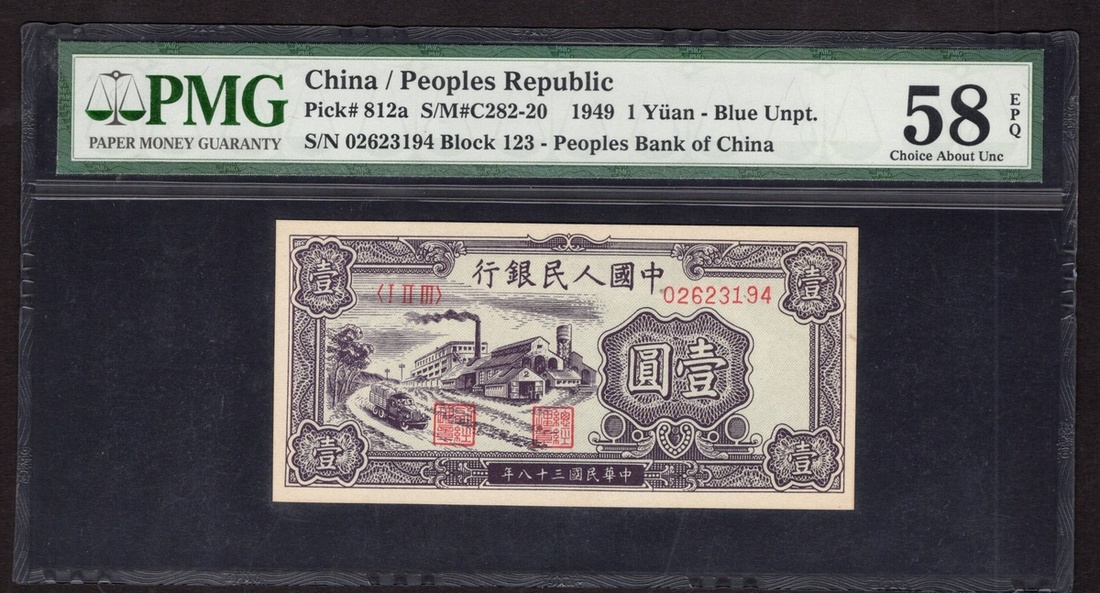 PMG
PAPER MONEY GUARANTY
China / Peoples Republic
Pick# 812a S/M#C282-20 1949 1 Yüan - Blue Unpt.
S/N 02623194 Block 123 - Peoples Bank of China
58
EPQ
Choice About Unc
行銀民人國中
〈I II III〉
02623194
壹
壹
圓壹
2
壹
壹
年八十三國民華中